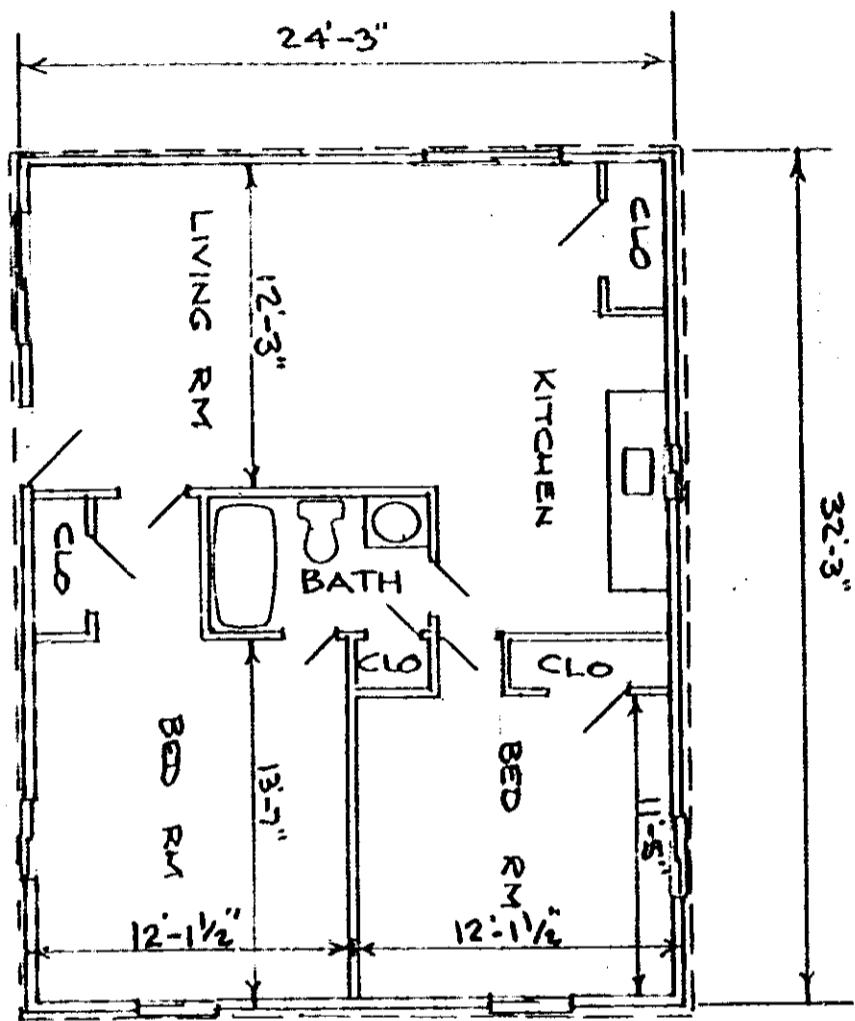 24'-3"
CLO
LIVING RM
12'-3"
KITCHEN
32'-3"
CLO
BATH
CLO
CLO
BED RM
13'-7"
BED RM
11'-5"
12'-1½"
12'-1½"